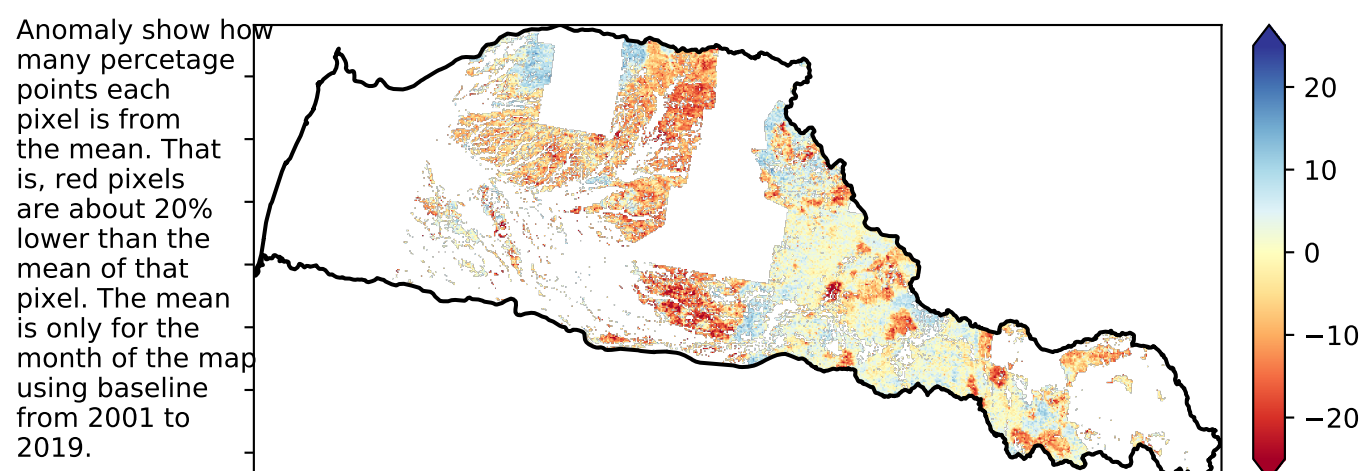 Anomaly show how
many percetage
points each
pixel is from
the mean. That
is, red pixels
are about 20%
lower than the
mean of that
pixel. The mean
is only for the
month of the map
using baseline
from 2001 to
2019.
20
10
0
−10
−20